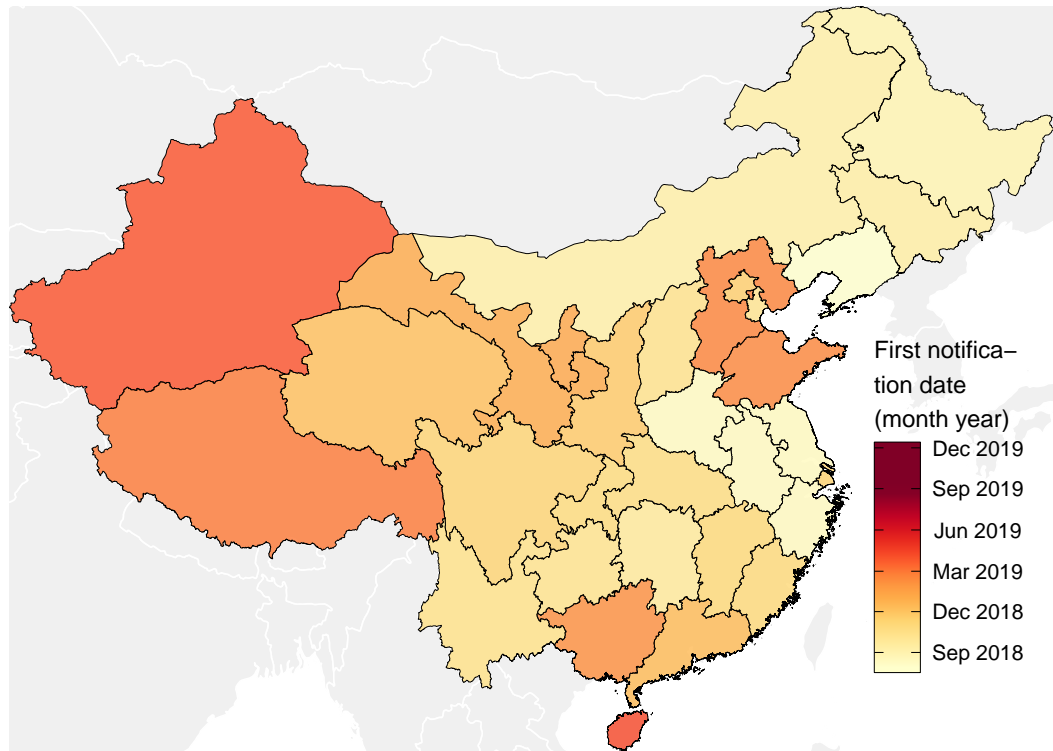 First notifica–
tion date
(month year)
Dec 2019
Sep 2019
Jun 2019
Mar 2019
Dec 2018
Sep 2018